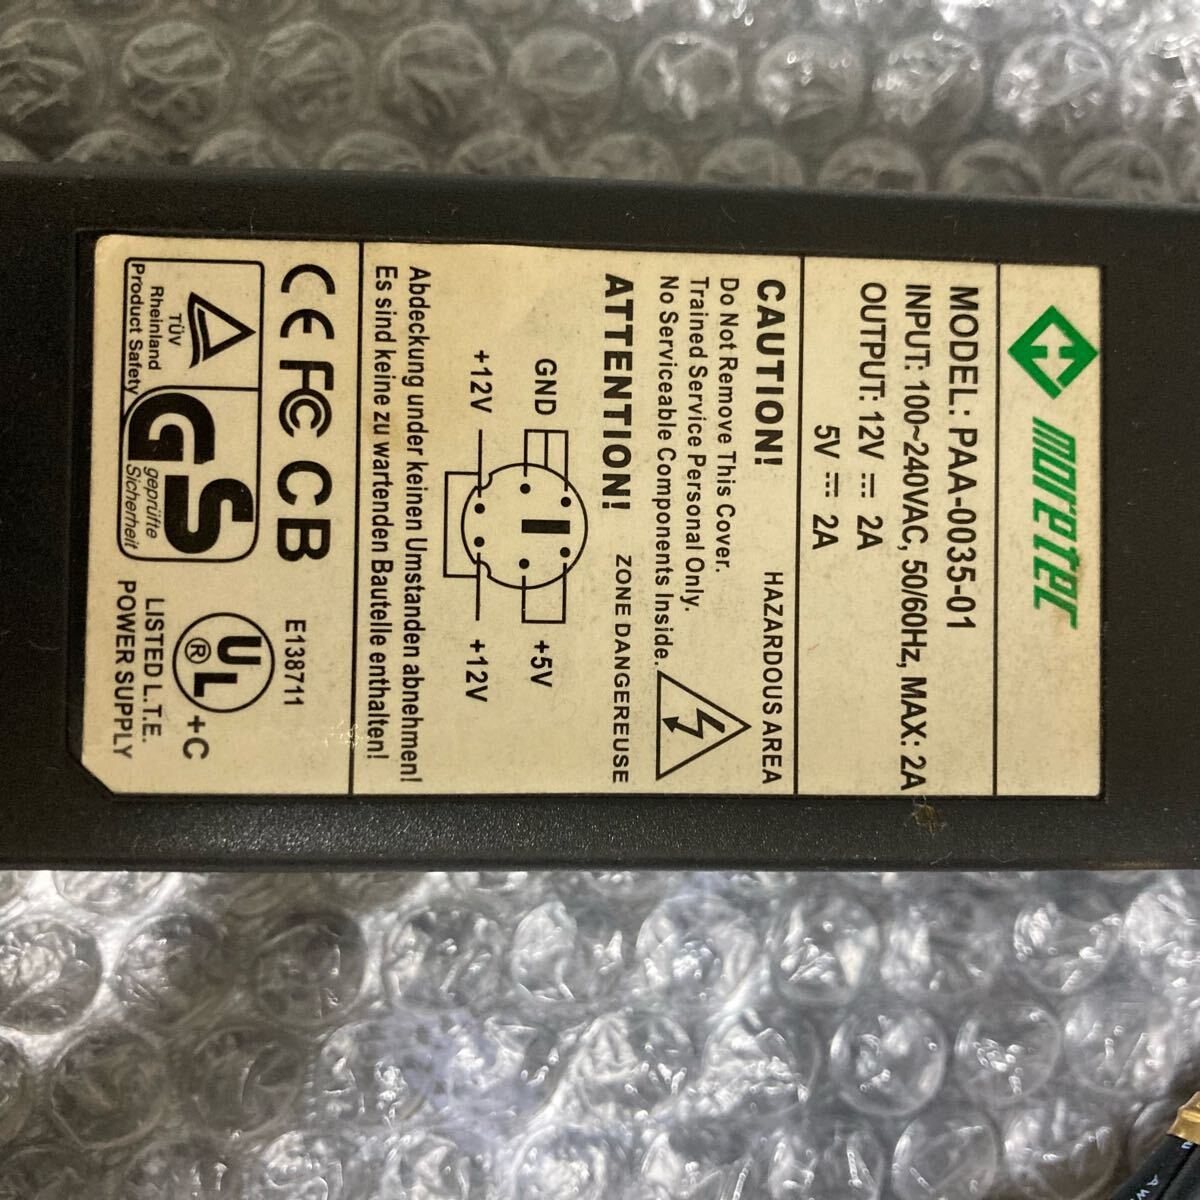 moretec
MODEL: PAA-0035-01
INPUT: 100~240VAC, 50/60Hz, MAX: 2A
OUTPUT: 12V ⎓ 2A
5V ⎓ 2A
CAUTION!
HAZARDOUS AREA
Do Not Remove This Cover.
Trained Service Personal Only.
No Serviceable Components Inside.
ATTENTION!
ZONE DANGEREUSE
GND
+5V
+12V
+12V
Abdeckung under keinen Umstanden abnehmen!
Es sind keine zu wartenden Bauteile enthalten!
CE FC CB
E138711
TÜV
Rheinland
Product Safety
GS
geprüfte
Sicherheit
UL
®
+C
LISTED L.T.E.
POWER SUPPLY